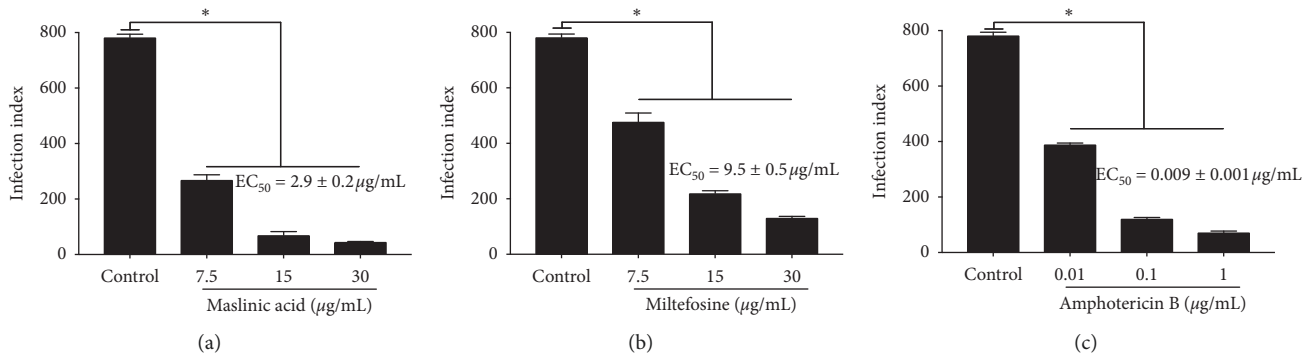 *
800
600
400
200
0
Infection index
EC50 = 2.9 ± 0.2 µg/mL
Control 7.5 15 30
Maslinic acid (µg/mL)
(a)
*
800
600
400
200
0
Infection index
EC50 = 9.5 ± 0.5 µg/mL
Control 7.5 15 30
Miltefosine (µg/mL)
(b)
*
800
600
400
200
0
Infection index
EC50 = 0.009 ± 0.001 µg/mL
Control 0.01 0.1 1
Amphotericin B (µg/mL)
(c)